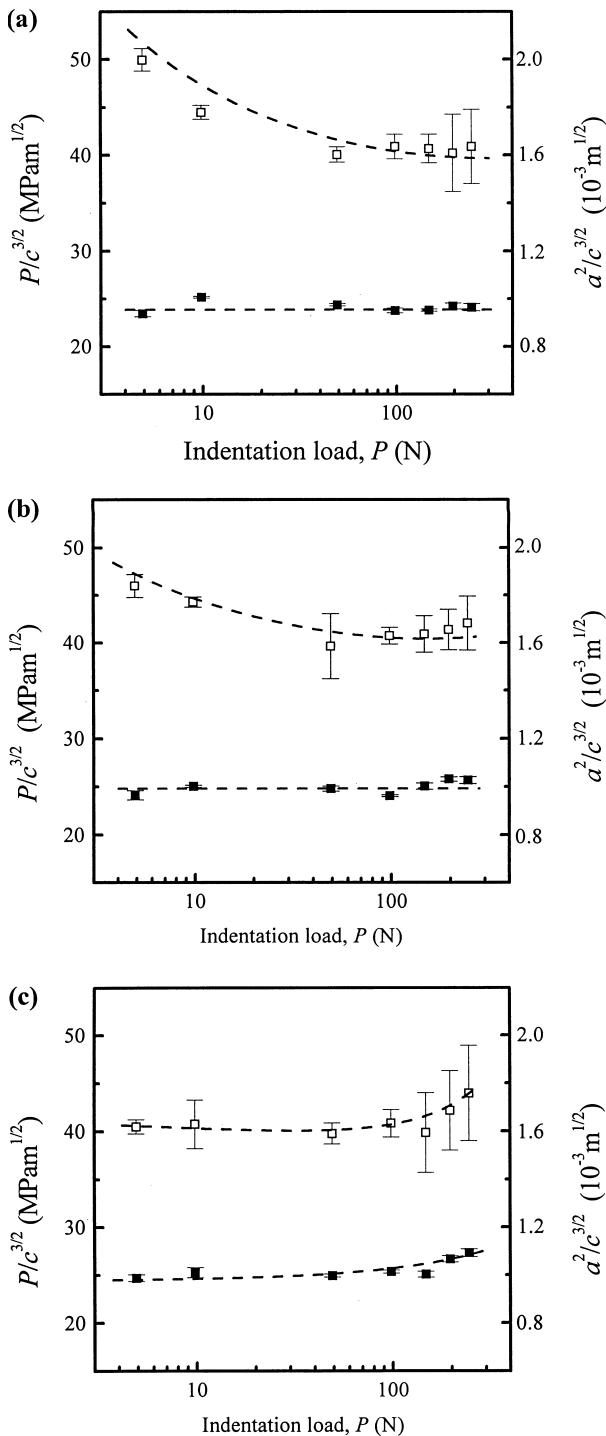 (a)
50
40
30
20
P/c^3/2 (MPam^1/2)
2.0
1.6
1.2
0.8
a^2/c^3/2 (10^-3 m^1/2)
10
100
Indentation load, P (N)
(b)
50
40
30
20
P/c^3/2 (MPam^1/2)
2.0
1.6
1.2
0.8
a^2/c^3/2 (10^-3 m^1/2)
10
100
Indentation load, P (N)
(c)
50
40
30
20
P/c^3/2 (MPam^1/2)
2.0
1.6
1.2
0.8
a^2/c^3/2 (10^-3 m^1/2)
10
100
Indentation load, P (N)